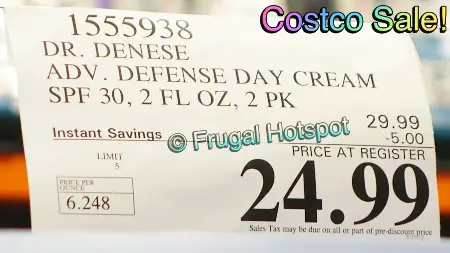 Costco Sale!
1555938
DR. DENESE
ADV. DEFENSE DAY CREAM
SPF 30, 2 FL OZ, 2 PK
Instant Savings
© Frugal Hotspot
29.99
-5.00
LIMIT
5
PRICE AT REGISTER
24.99
PRICE PER
OUNCE
6.248
Sales Tax may be due on all or part of pre-discount price